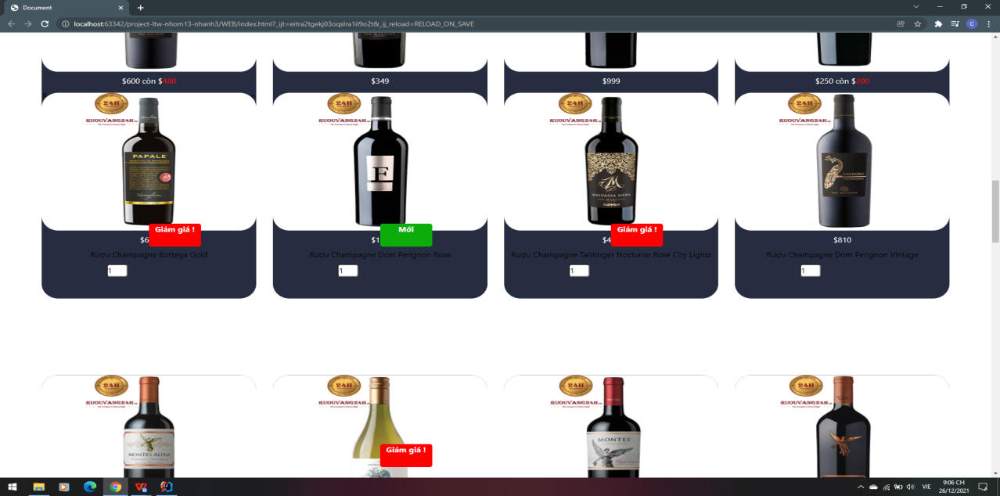 Document
localhost:63342/project-ltw-nhom13-nhanh3/WEB/index.html?_ijt=eitra2tgekj03oqslra1il9o2t&_ij_reload=RELOAD_ON_SAVE
C
$600 còn $480
$349
$999
$250 còn $200
24H
RUOUVANG24H
24H
RUOUVANG24H
24H
RUOUVANG24H
24H
RUOUVANG24H
PAPALE
F
M
MALVASIA NERA
VINDORO
Giảm giá !
Mới
Giảm giá !
$6
$1
$4
$810
Rượu Champagne Bottega Gold
Rượu Champagne Dom Perignon Rose
Rượu Champagne Taittinger Nocturne Rose City Lights
Rượu Champagne Dom Perignon Vintage
1
1
1
1
24H
RUOUVANG24H
24H
RUOUVANG24H
24H
RUOUVANG24H
24H
RUOUVANG24H
MONTES ALPHA
Giảm giá !
MONTES
VIE
9:06 CH
26/12/2021